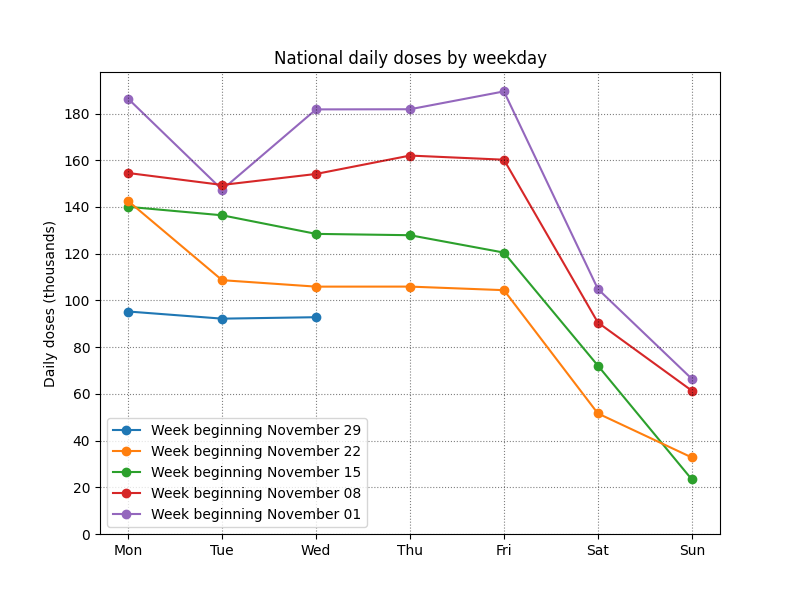 National daily doses by weekday
Daily doses (thousands)
180
160
140
120
100
80
60
40
20
0
Week beginning November 29
Week beginning November 22
Week beginning November 15
Week beginning November 08
Week beginning November 01
Mon Tue Wed Thu Fri Sat Sun